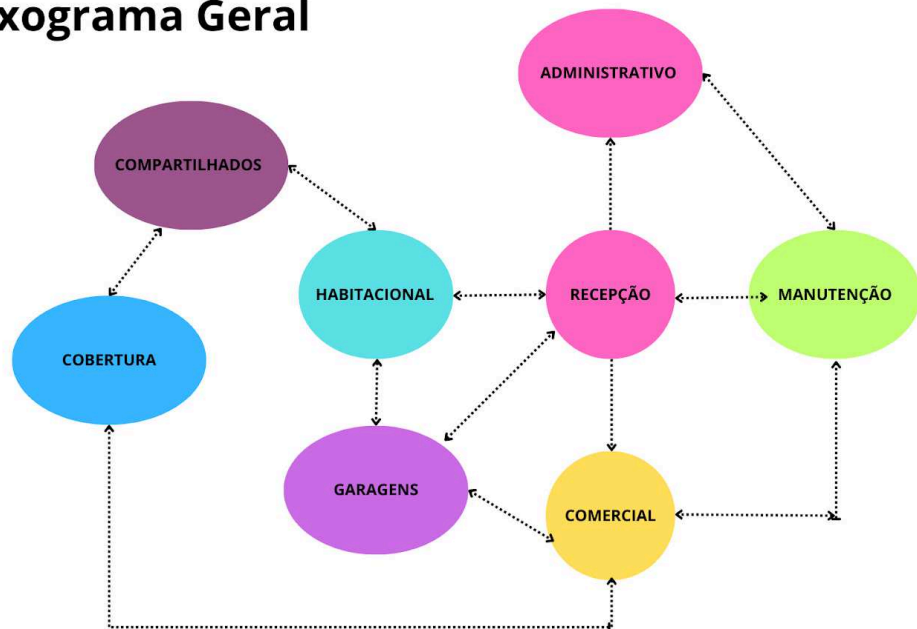 xograma Geral
ADMINISTRATIVO
COMPARTILHADOS
HABITACIONAL
RECEPÇÃO
MANUTENÇÃO
COBERTURA
GARAGENS
COMERCIAL